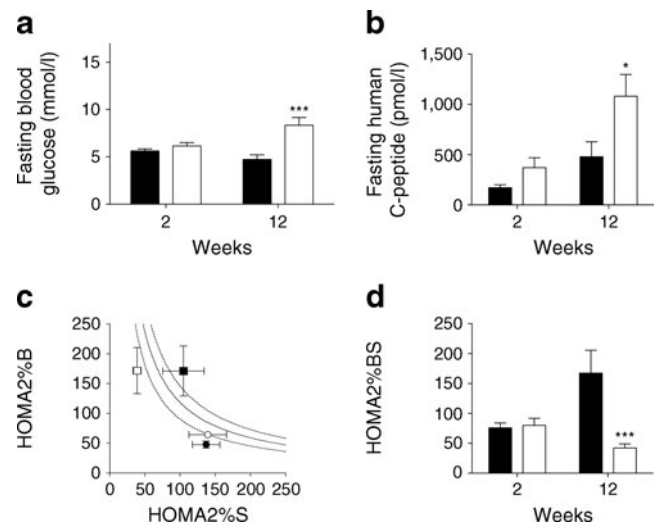 a
Fasting blood
glucose (mmol/l)
15
10
5
0
***
2
12
Weeks
b
Fasting human
C-peptide (pmol/l)
1,500
1,000
500
0
*
2
12
Weeks
c
HOMA2%B
250
200
150
100
50
0
0 50 100 150 200 250
HOMA2%S
d
HOMA2%BS
250
200
150
100
50
0
***
2
12
Weeks